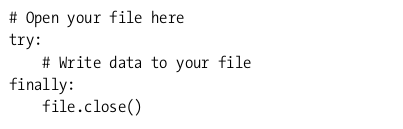 # Open your file here
try:
    # Write data to your file
finally:
    file.close()